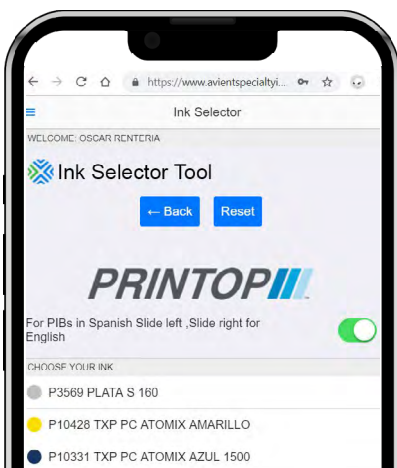 https://www.avientspecialtyi...
Ink Selector
WELCOME: OSCAR RENTERIA
Ink Selector Tool
← Back Reset
PRINTOP
For PIBs in Spanish Slide left ,Slide right for
English
CHOOSE YOUR INK
P3569 PLATA S 160
P10428 TXP PC ATOMIX AMARILLO
P10331 TXP PC ATOMIX AZUL 1500